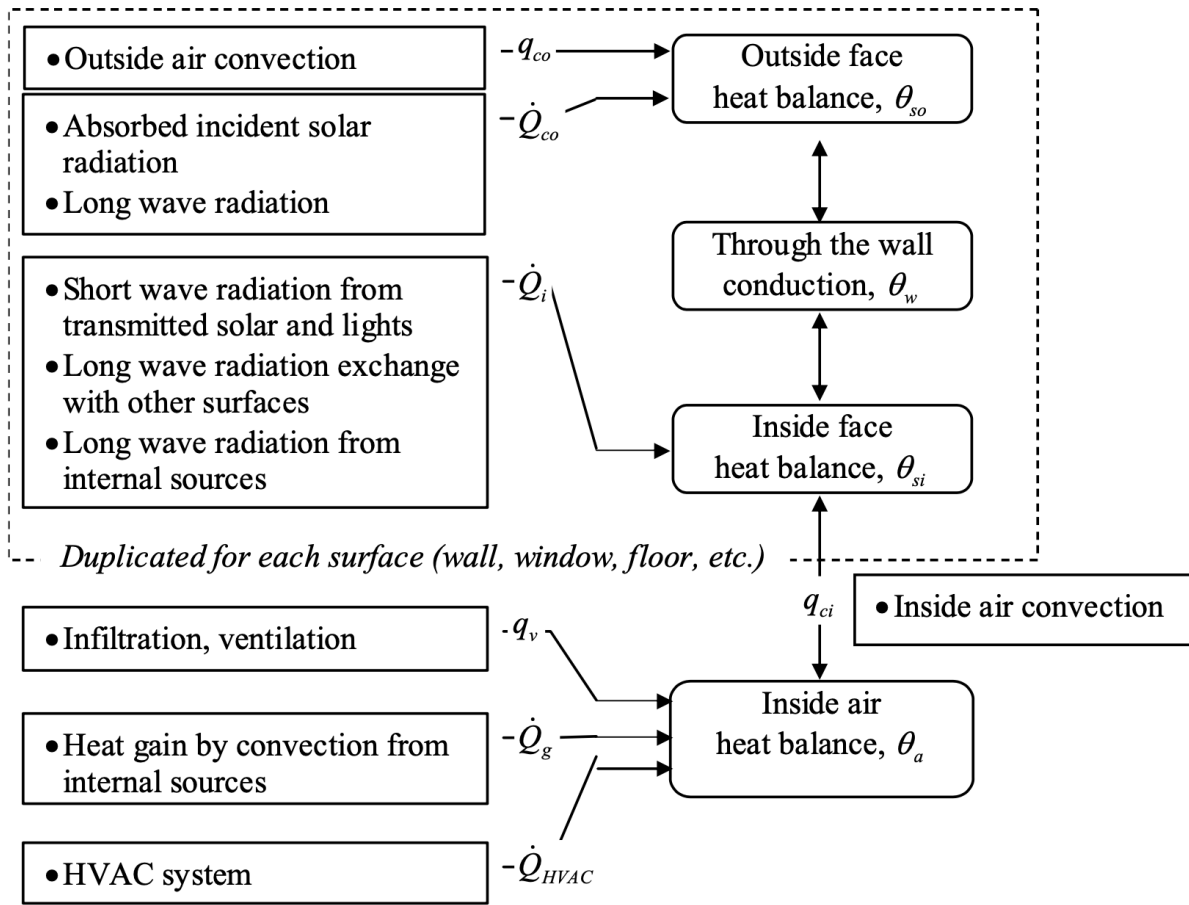 • Outside air convection
- q_co
Outside face
heat balance, θ_so
• Absorbed incident solar
radiation
• Long wave radiation
- Q̇_co
Through the wall
conduction, θ_w
• Short wave radiation from
transmitted solar and lights
• Long wave radiation exchange
with other surfaces
• Long wave radiation from
internal sources
- Q̇_i
Inside face
heat balance, θ_si
Duplicated for each surface (wall, window, floor, etc.)
q_ci
• Inside air convection
• Infiltration, ventilation
- q_v
Inside air
heat balance, θ_a
• Heat gain by convection from
internal sources
- Q̇_g
• HVAC system
- Q̇_HVAC